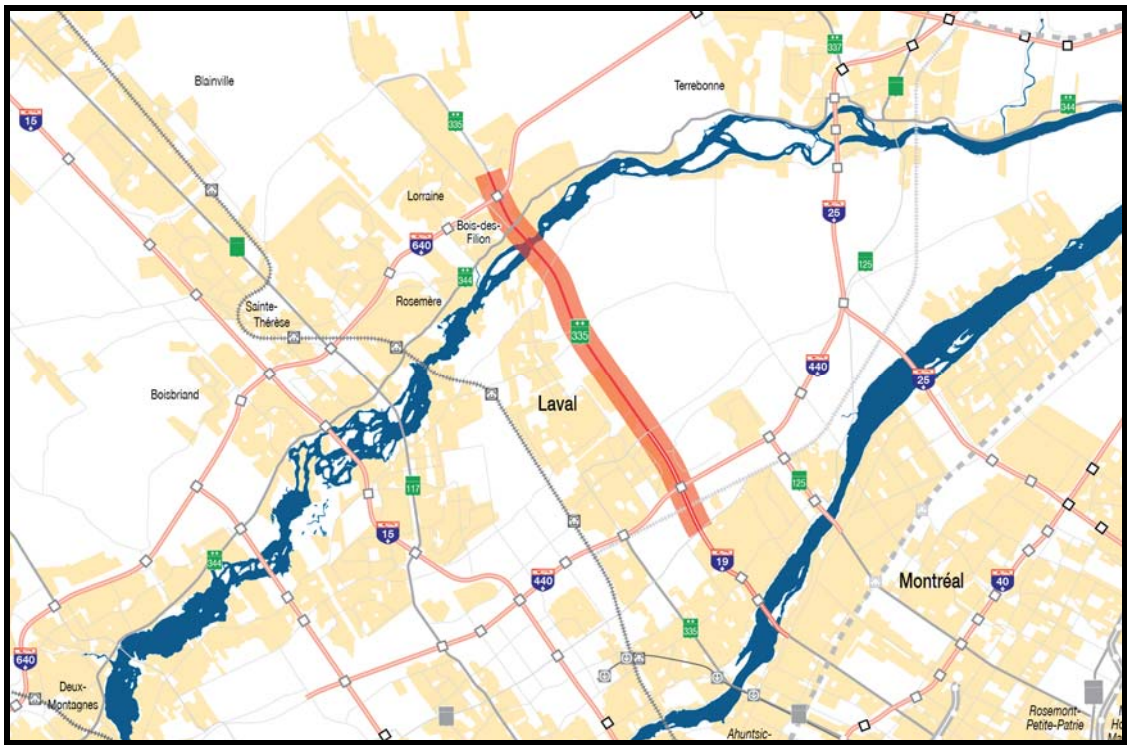 Blainville
Terrebonne
337
344
15
335
Lorraine
Bois-des-
Filion
640
344
25
125
Rosemère
Sainte-
Thérèse
335
Boisbriand
Laval
440
25
117
125
15
344
440
19
Montréal
40
335
640
Deux-
Montagnes
Rosemont-
Petite-Patrie
Ahuntsic-